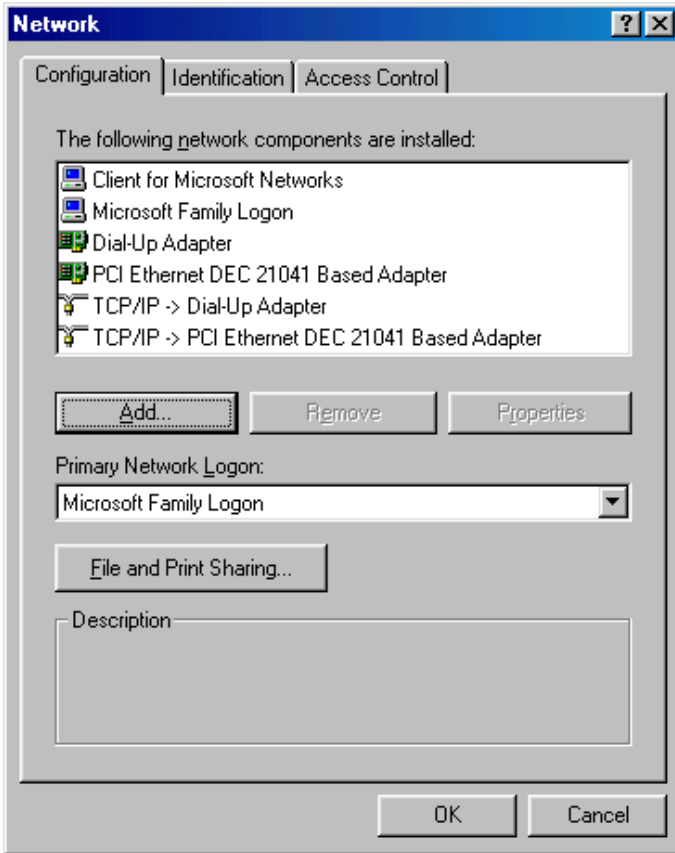 Network
Configuration Identification Access Control
The following network components are installed:
Client for Microsoft Networks
Microsoft Family Logon
Dial-Up Adapter
PCI Ethernet DEC 21041 Based Adapter
TCP/IP -> Dial-Up Adapter
TCP/IP -> PCI Ethernet DEC 21041 Based Adapter
Add... Remove Properties
Primary Network Logon:
Microsoft Family Logon
File and Print Sharing...
Description
OK Cancel